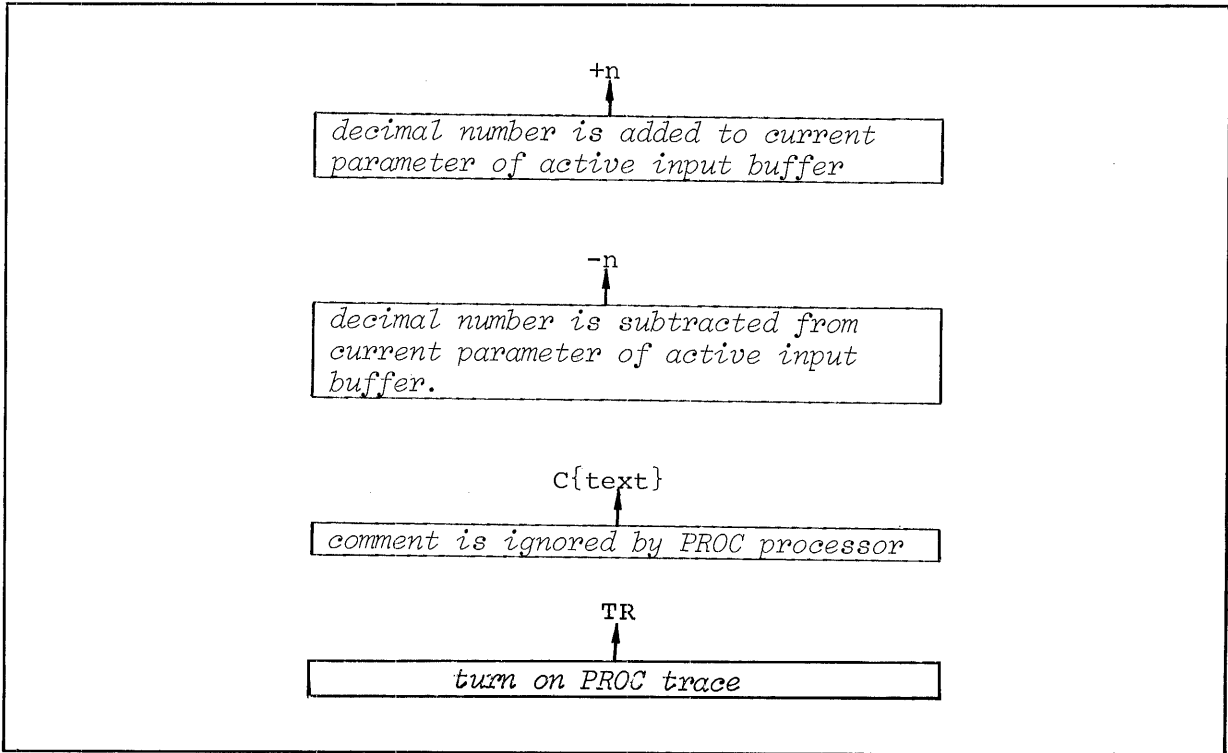 +n
decimal number is added to current
parameter of active input buffer
-n
decimal number is subtracted from
current parameter of active input
buffer.
C{text}
comment is ignored by PROC processor
TR
turn on PROC trace